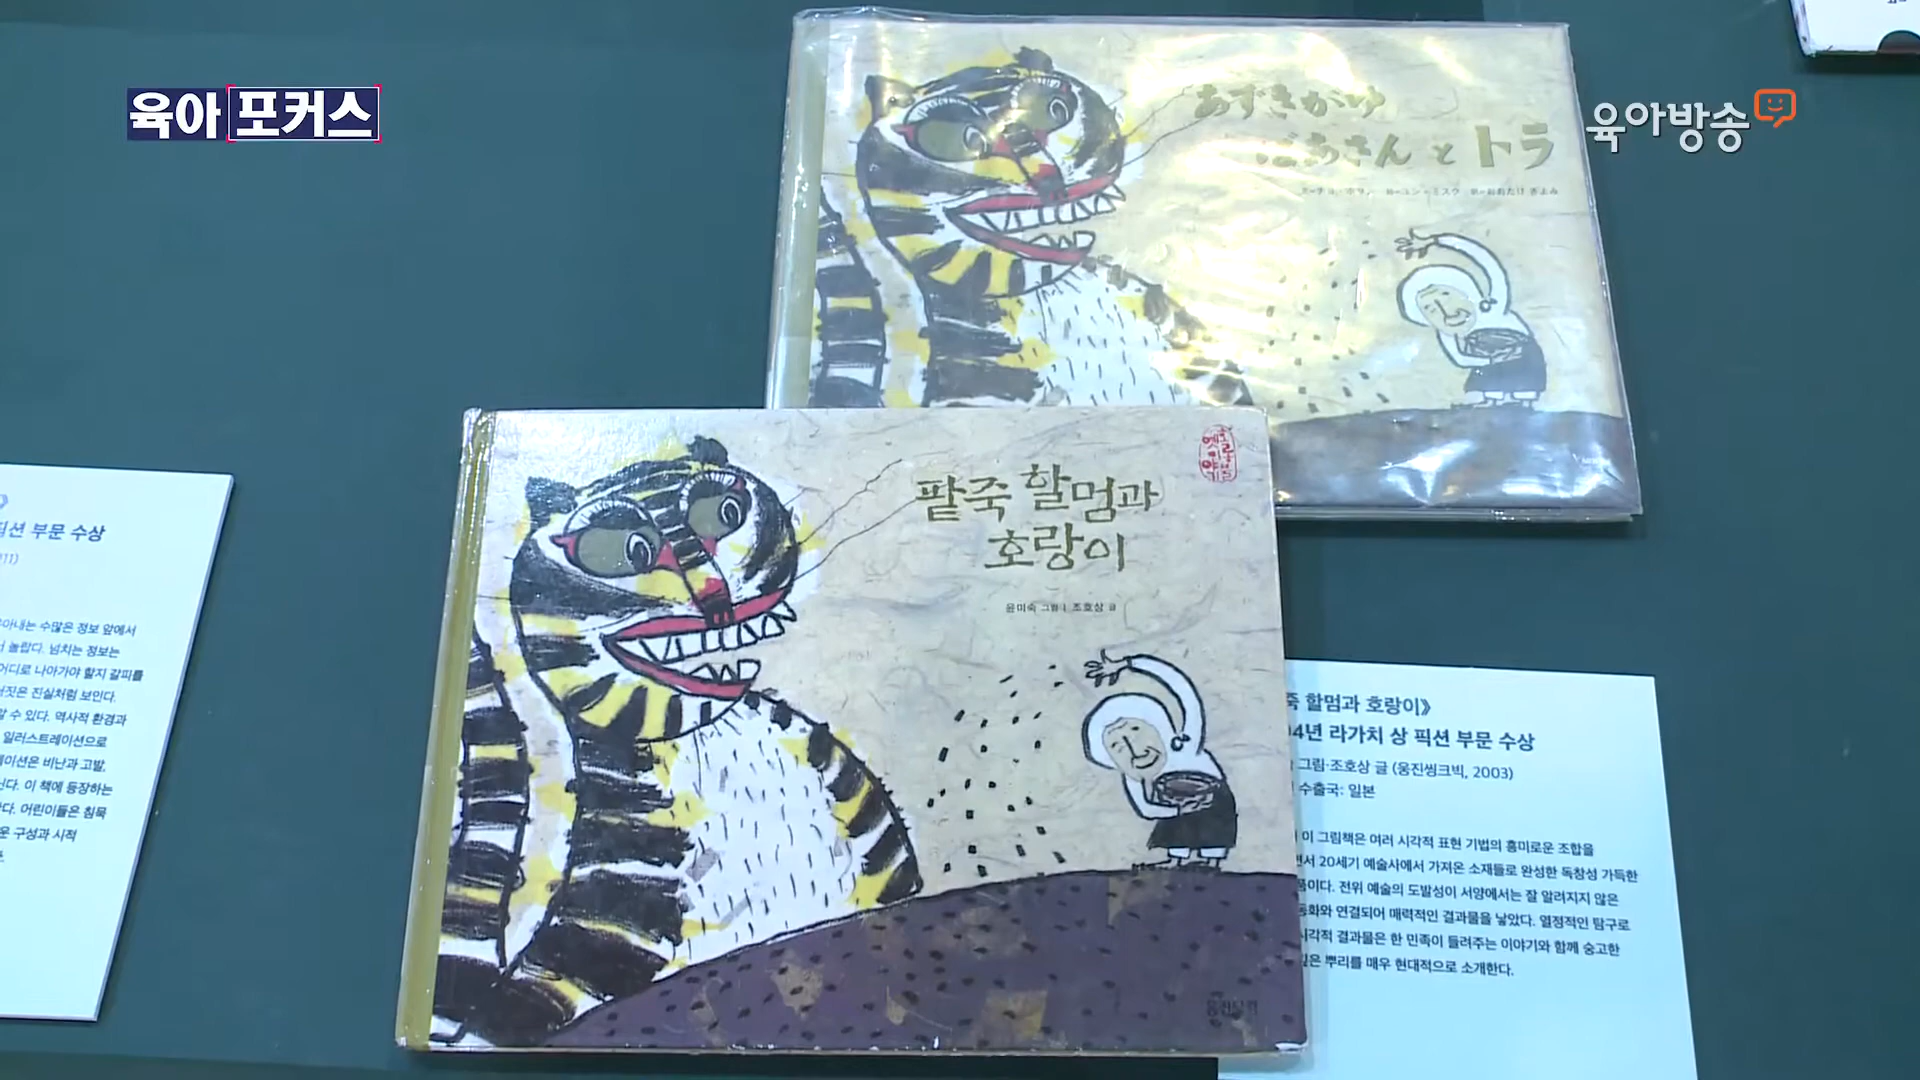 육아 포커스
육아방송
あずきがゆ
ばあさん と トラ
팥죽 할멈과
호랑이
윤미숙 그림 | 조호상 글
픽션 부문 수상
아내는 수많은 정보 앞에서
놀랍다. 넘치는 정보는
어디로 나아가야 할지 갈피를
거짓은 진실처럼 보인다.
알 수 있다. 역사적 환경과
일러스트레이션으로
비난과 고발,
이 책에 등장하는
어린이들은 침묵
구성과 시적
죽 할멈과 호랑이》
04년 라가치 상 픽션 부문 수상
그림·조호상 글 (웅진씽크빅, 2003)
수출국: 일본
이 그림책은 여러 시각적 표현 기법의 흥미로운 조합을
20세기 예술사에서 가져온 소재들로 완성한 독창성 가득한
품이다. 전위 예술의 도발성이 서양에서는 잘 알려지지 않은
동화와 연결되어 매력적인 결과물을 낳았다. 열정적인 탐구로
시각적 결과물은 한 민족이 들려주는 이야기와 함께 숭고한
깊은 뿌리를 매우 현대적으로 소개한다.